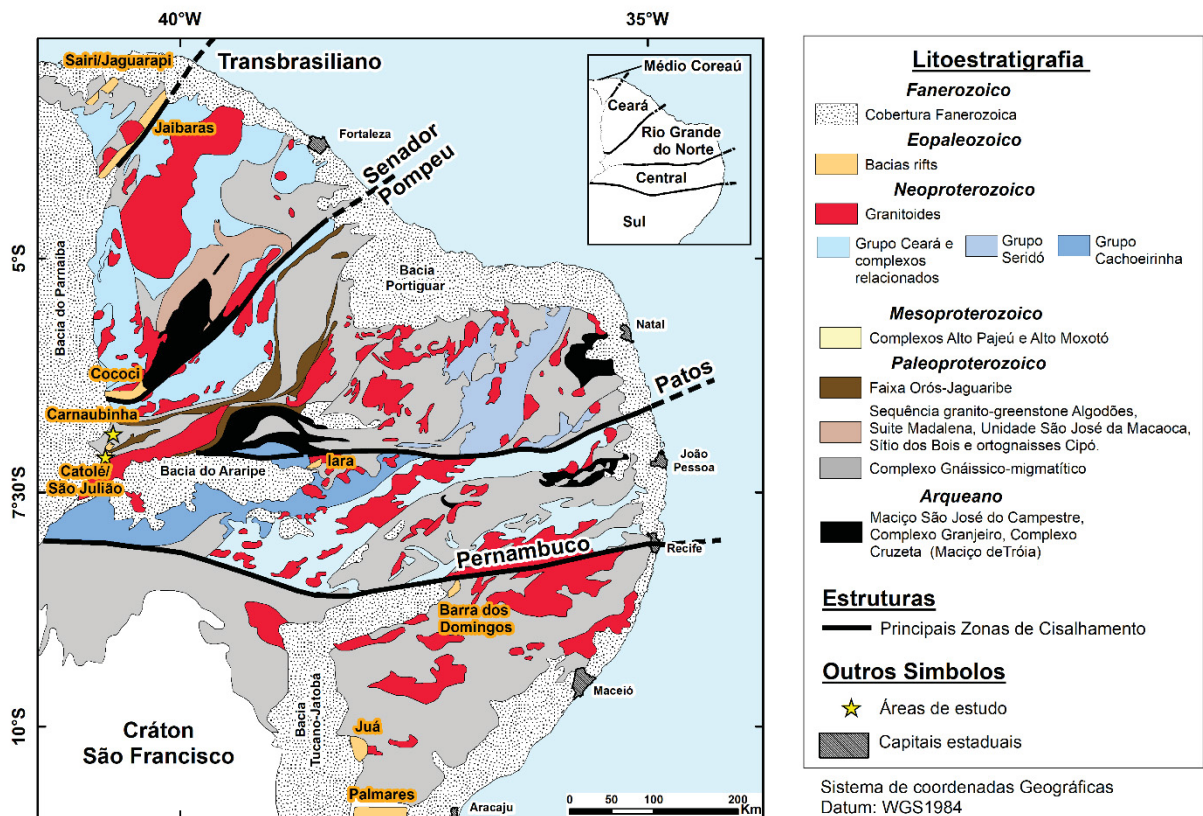 40°W
35°W
Sairi/Jaguarapi
Transbrasiliano
Jaibaras
Fortaleza
Senador
Pompeu
Médio Coreaú
Ceará
Rio Grande
do Norte
Central
Sul
5°S
Bacia do Parnaiba
Bacia
Portiguar
Natal
Cococi
Carnaubinha
Patos
Catolé/
São Julião
Bacia do Araripe
Iara
João
Pessoa
7°30S
Pernambuco
Recife
Barra dos
Domingos
Maceió
Cráton
São Francisco
Bacia
Tucano-Jatobá
10°S
Juá
Palmares
Aracaju
0 50 100 200
Km
Litoestratigrafia
Fanerozoico
Cobertura Fanerozoica
Eopaleozoico
Bacias rifts
Neoproterozoico
Granitoides
Grupo Ceará e
complexos
relacionados
Grupo
Seridó
Grupo
Cachoeirinha
Mesoproterozoico
Complexos Alto Pajeú e Alto Moxotó
Paleoproterozoico
Faixa Orós-Jaguaribe
Sequência granito-greenstone Algodões,
Suite Madalena, Unidade São José da Macaoca,
Sítio dos Bois e ortognaisses Cipó.
Complexo Gnáissico-migmatítico
Arqueano
Maciço São José do Campestre,
Complexo Granjeiro, Complexo
Cruzeta (Maciço deTróia)
Estruturas
Principais Zonas de Cisalhamento
Outros Simbolos
Áreas de estudo
Capitais estaduais
Sistema de coordenadas Geográficas
Datum: WGS1984